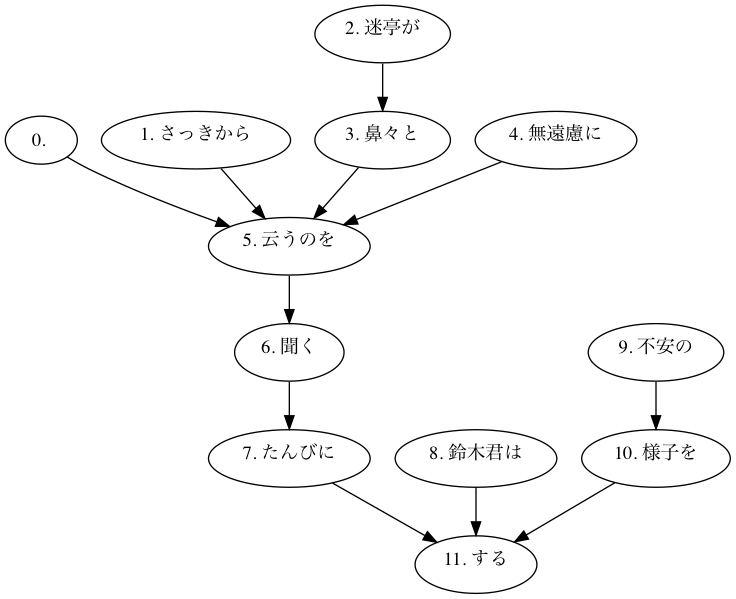 2. 迷亭が
0.
1. さっきから
3. 鼻々と
4. 無遠慮に
5. 云うのを
6. 聞く
9. 不安の
7. たんびに
8. 鈴木君は
10. 様子を
11. する